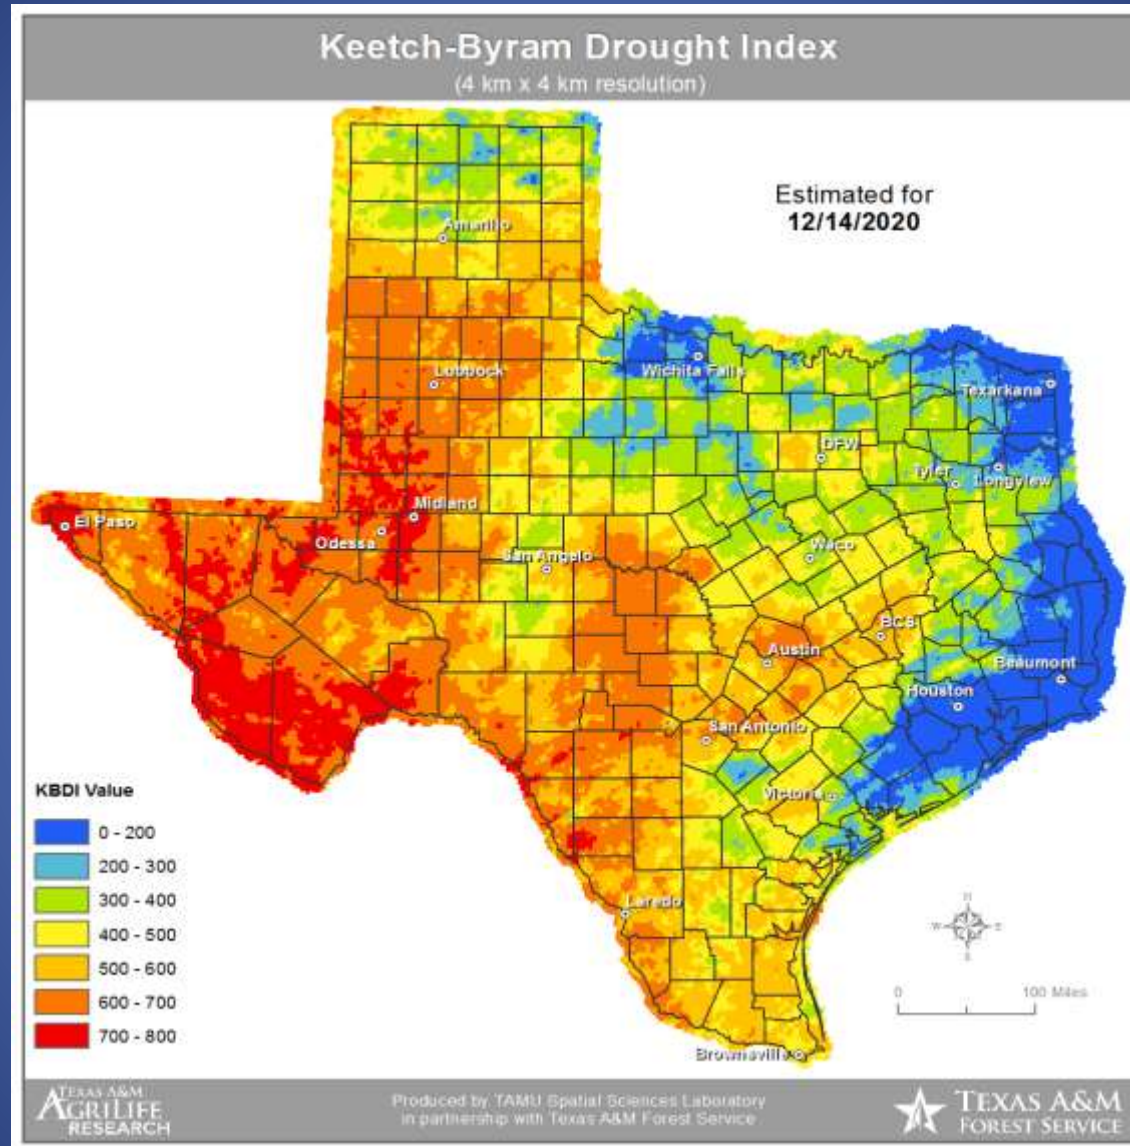 Keetch-Byram Drought Index
(4 km x 4 km resolution)
Estimated for
12/14/2020
Amarillo
Wichita Falls
Texarkana
Lubbock
DFW
Tyler
Longview
Midland
El Paso
Odessa
San Angelo
Waco
BCS
Austin
Beaumont
Houston
San Antonio
Victoria
KBDI Value
0 - 200
200 - 300
300 - 400
400 - 500
500 - 600
600 - 700
700 - 800
Laredo
N
W E
S
0 100 Miles
Brownsville
TEXAS A&M
AGRILIFE
RESEARCH
Produced by TAMU Spatial Sciences Laboratory
in partnership with Texas A&M Forest Service
TEXAS A&M
FOREST SERVICE